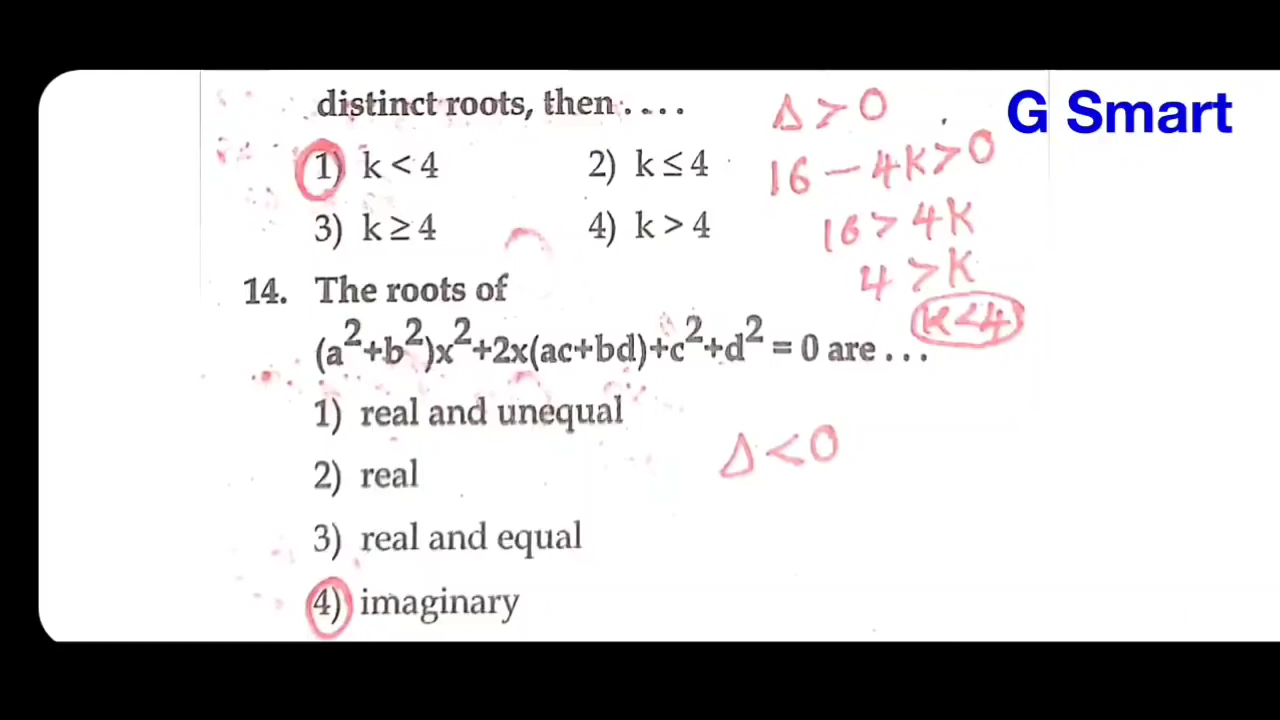 distinct roots, then . . . .
Δ > 0
G Smart
1) k < 4 2) k ≤ 4
16 − 4k > 0
3) k ≥ 4 4) k > 4
16 > 4k
4 > k
k < 4
14. The roots of
(a²+b²)x²+2x(ac+bd)+c²+d² = 0 are . . .
1) real and unequal
Δ < 0
2) real
3) real and equal
4) imaginary